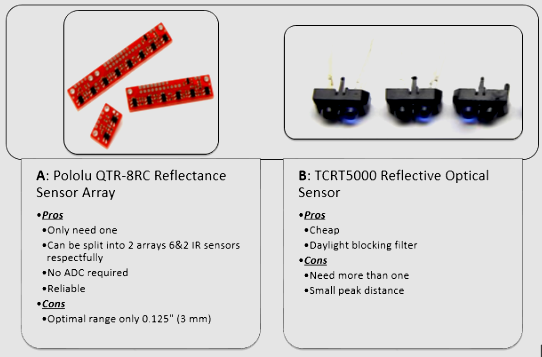 A: Pololu QTR-8RC Reflectance
Sensor Array
•Pros
•Only need one
•Can be split into 2 arrays 6&2 IR sensors
respectfully
•No ADC required
•Reliable
•Cons
•Optimal range only 0.125" (3 mm)
B: TCRT5000 Reflective Optical
Sensor
•Pros
•Cheap
•Daylight blocking filter
•Cons
•Need more than one
•Small peak distance